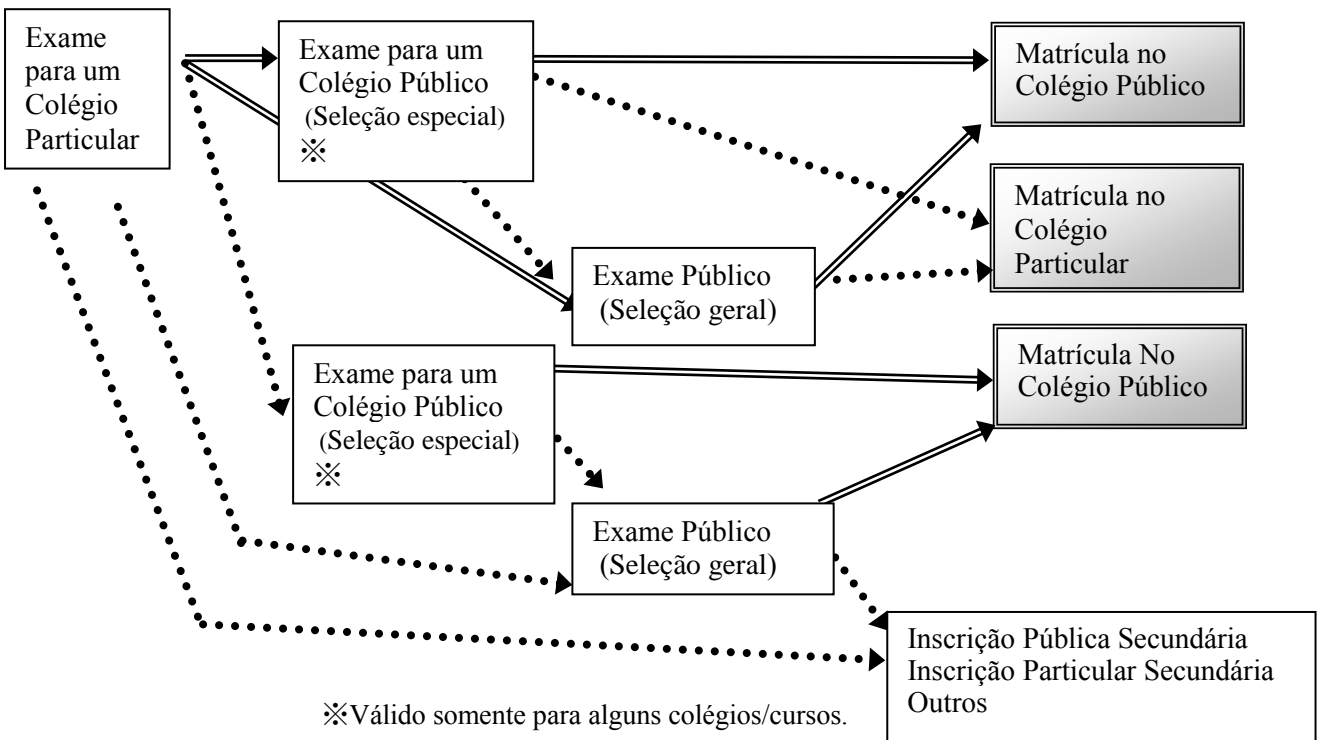 Exame
para um
Colégio
Particular
Exame para um
Colégio Público
(Seleção especial)
※
Matrícula no
Colégio Público
Matrícula no
Colégio
Particular
Exame Público
(Seleção geral)
Exame para um
Colégio Público
(Seleção especial)
※
Matrícula No
Colégio Público
Exame Público
(Seleção geral)
Inscrição Pública Secundária
Inscrição Particular Secundária
Outros
※Válido somente para alguns colégios/cursos.